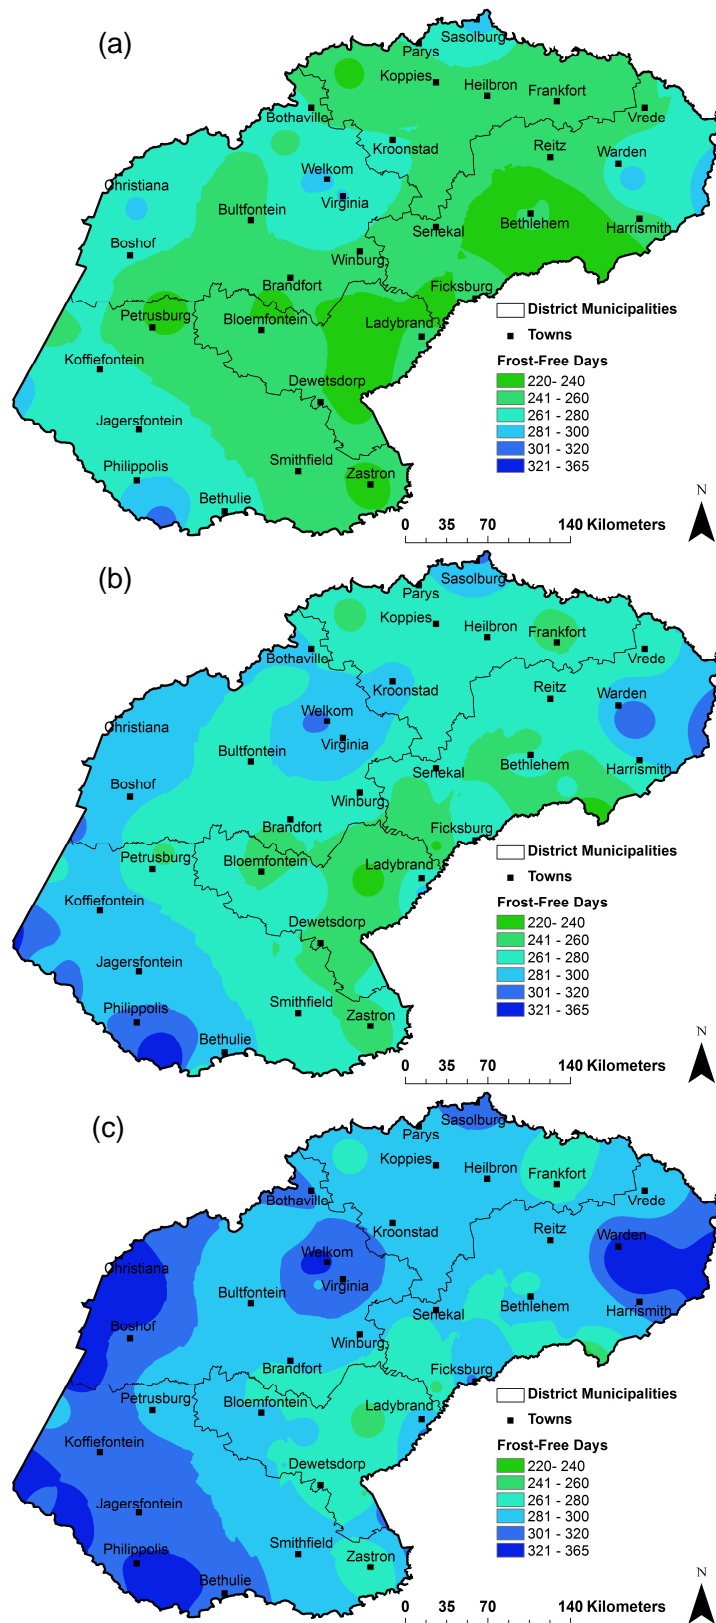 (a)
Sasolburg
Parys
Koppies
Heilbron
Frankfort
Bothaville
Vrede
Kroonstad
Reitz
Warden
Welkom
Christiana
Virginia
Bultfontein
Bethlehem
Senekal
Harrismith
Boshof
Winburg
Brandfort
Ficksburg
Petrusburg
Bloemfontein
Ladybrand
Koffiefontein
Dewetsdorp
Jagersfontein
Philippolis
Smithfield
Zastron
Bethulie
District Municipalities
Towns
Frost-Free Days
220- 240
241 - 260
261 - 280
281 - 300
301 - 320
321 - 365
N
0 35 70 140 Kilometers
(b)
Sasolburg
Parys
Koppies
Heilbron
Frankfort
Bothaville
Vrede
Kroonstad
Reitz
Warden
Welkom
Christiana
Virginia
Bultfontein
Bethlehem
Senekal
Harrismith
Boshof
Winburg
Brandfort
Ficksburg
Petrusburg
Bloemfontein
Ladybrand
Koffiefontein
Dewetsdorp
Jagersfontein
Philippolis
Smithfield
Zastron
Bethulie
District Municipalities
Towns
Frost-Free Days
220- 240
241 - 260
261 - 280
281 - 300
301 - 320
321 - 365
N
0 35 70 140 Kilometers
(c)
Sasolburg
Parys
Koppies
Heilbron
Frankfort
Bothaville
Vrede
Kroonstad
Reitz
Warden
Welkom
Christiana
Virginia
Bultfontein
Bethlehem
Senekal
Harrismith
Boshof
Winburg
Brandfort
Ficksburg
Petrusburg
Bloemfontein
Ladybrand
Koffiefontein
Dewetsdorp
Jagersfontein
Philippolis
Smithfield
Zastron
Bethulie
District Municipalities
Towns
Frost-Free Days
220- 240
241 - 260
261 - 280
281 - 300
301 - 320
321 - 365
N
0 35 70 140 Kilometers